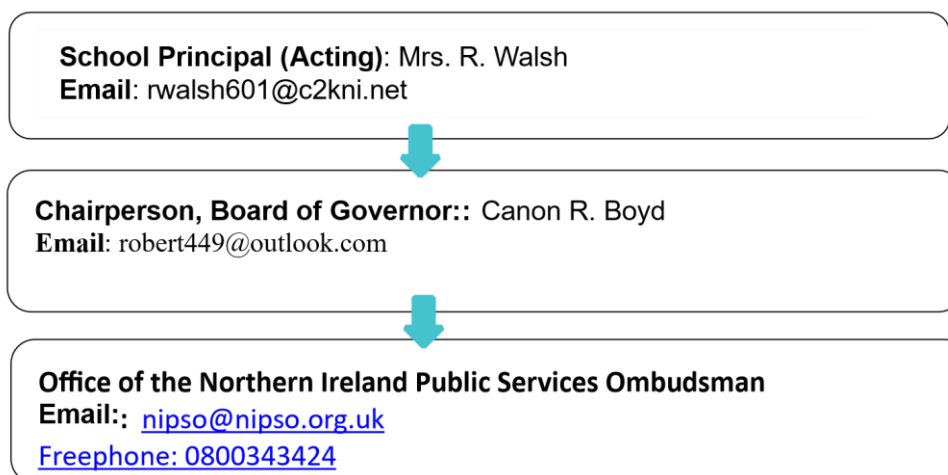 School Principal (Acting): Mrs. R. Walsh
Email: rwalsh601@c2kni.net
Chairperson, Board of Governor:: Canon R. Boyd
Email: robert449@outlook.com
Office of the Northern Ireland Public Services Ombudsman
Email:: nipso@nipso.org.uk
Freephone: 0800343424